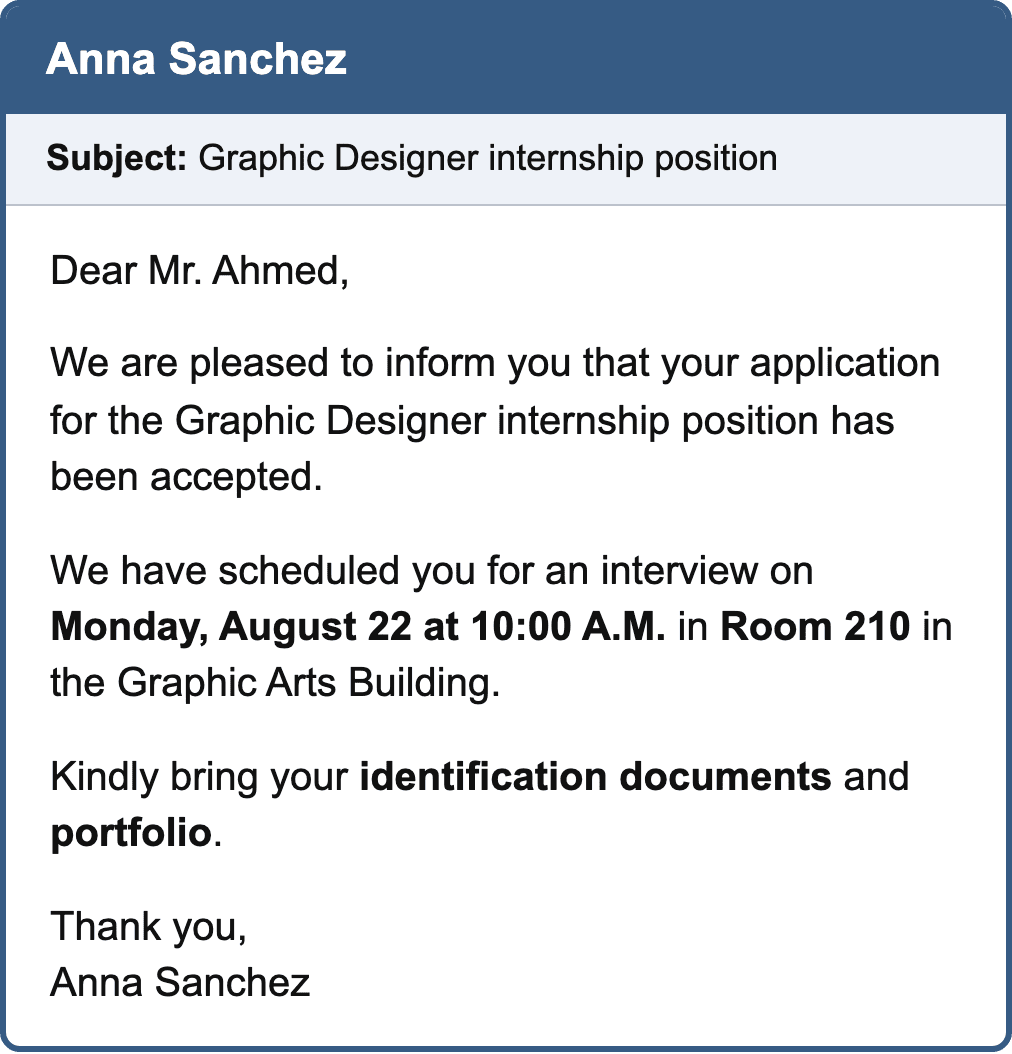 Anna Sanchez
Subject: Graphic Designer internship position
Dear Mr. Ahmed,
We are pleased to inform you that your application
for the Graphic Designer internship position has
been accepted.
We have scheduled you for an interview on
Monday, August 22 at 10:00 A.M. in Room 210 in
the Graphic Arts Building.
Kindly bring your identification documents and
portfolio.
Thank you,
Anna Sanchez